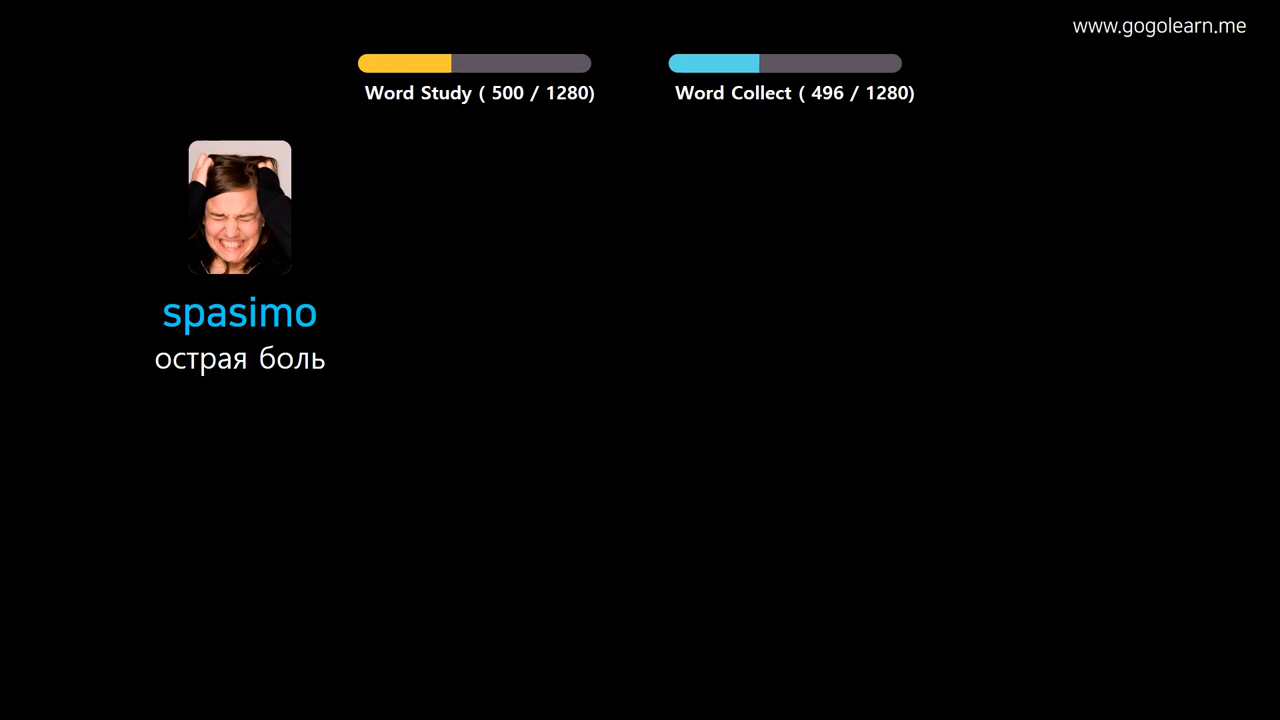 www.gogolearn.me
Word Study ( 500 / 1280)
Word Collect ( 496 / 1280)
spasimo
острая боль